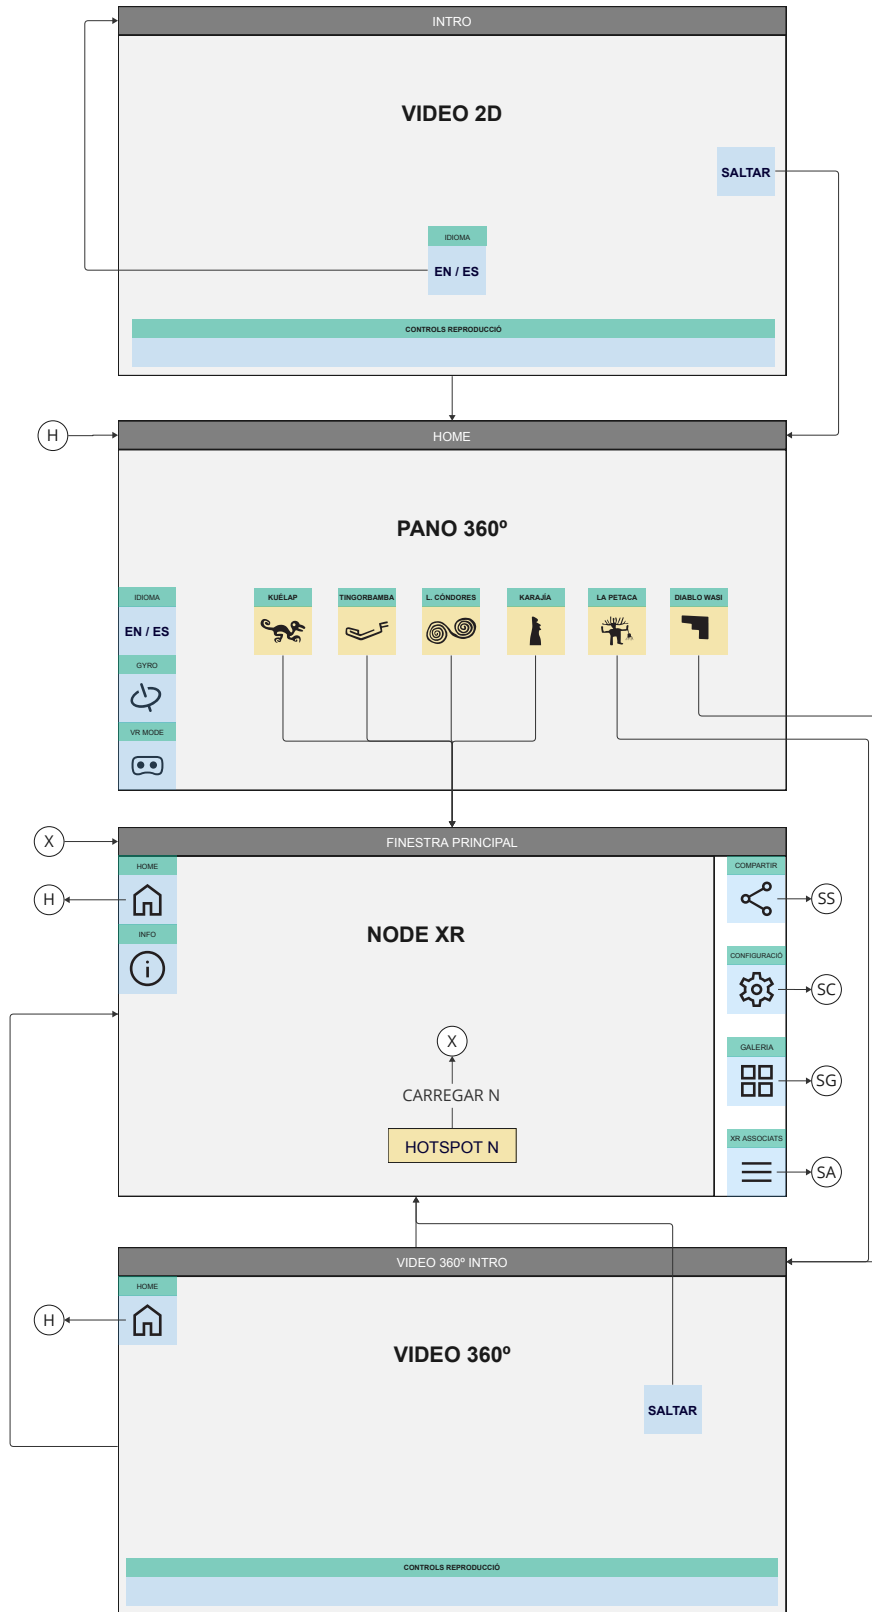 INTRO
VIDEO 2D
SALTAR
IDIOMA
EN / ES
CONTROLS REPRODUCCIÓ
H
HOME
PANO 360º
IDIOMA
EN / ES
GYRO
VR MODE
KUÉLAP
TINGORBAMBA
L. CÓNDORES
KARAJÍA
LA PETACA
DIABLO WASI
X
FINESTRA PRINCIPAL
HOME
H
INFO
NODE XR
COMPARTIR
SS
CONFIGURACIÓ
SC
GALERIA
SG
XR ASSOCIATS
SA
X
CARREGAR N
HOTSPOT N
VIDEO 360º INTRO
HOME
H
VIDEO 360º
SALTAR
CONTROLS REPRODUCCIÓ